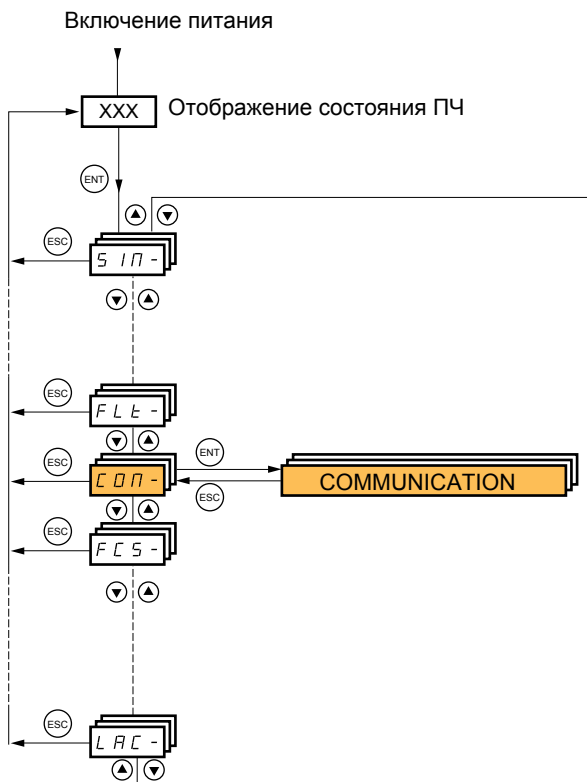 Включение питания
XXX Отображение состояния ПЧ
ENT
ESC
SIM-
ESC
FLt-
ESC
ENT
COM-
COMMUNICATION
ESC
ESC
FCS-
ESC
LAC-